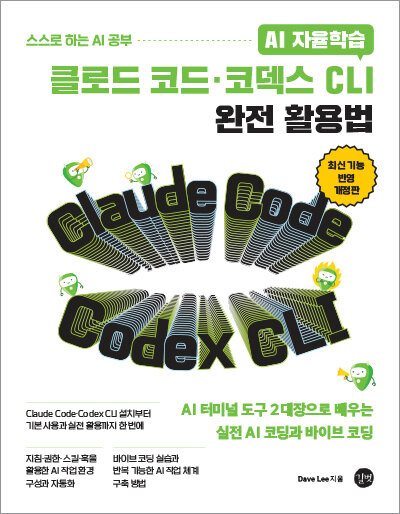 스스로 하는 AI 공부
AI 자율학습
클로드 코드·코덱스 CLI
완전 활용법
최신 기능
반영
개정판
Claude Code
Codex CLI
AI 터미널 도구 2대장으로 배우는
실전 AI 코딩과 바이브 코딩
Claude Code·Codex CLI 설치부터
기본 사용과 실전 활용까지 한 번에
지침·권한·스킬·훅을
활용한 AI 작업 환경
구성과 자동화
바이브 코딩 실습과
반복 가능한 AI 작업 체계
구축 방법
Dave Lee 지음
길벗